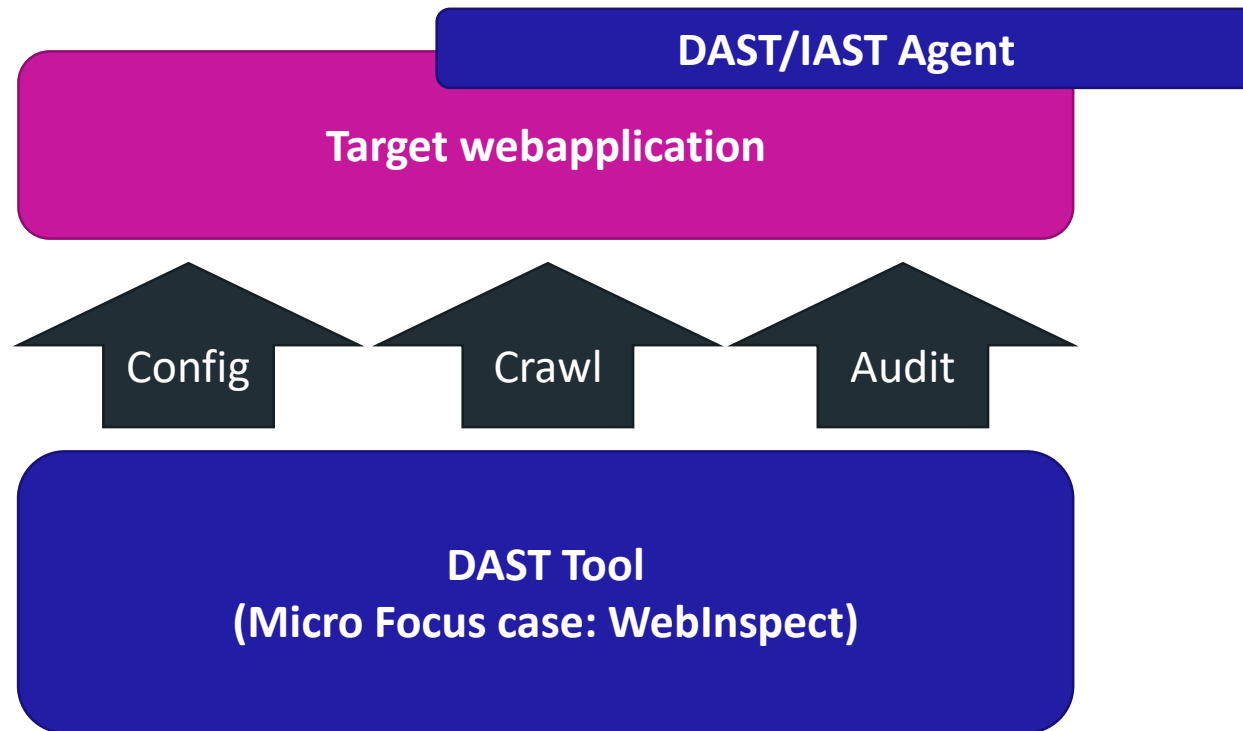 DAST/IAST Agent
Target webapplication
Config
Crawl
Audit
DAST Tool
(Micro Focus case: WebInspect)